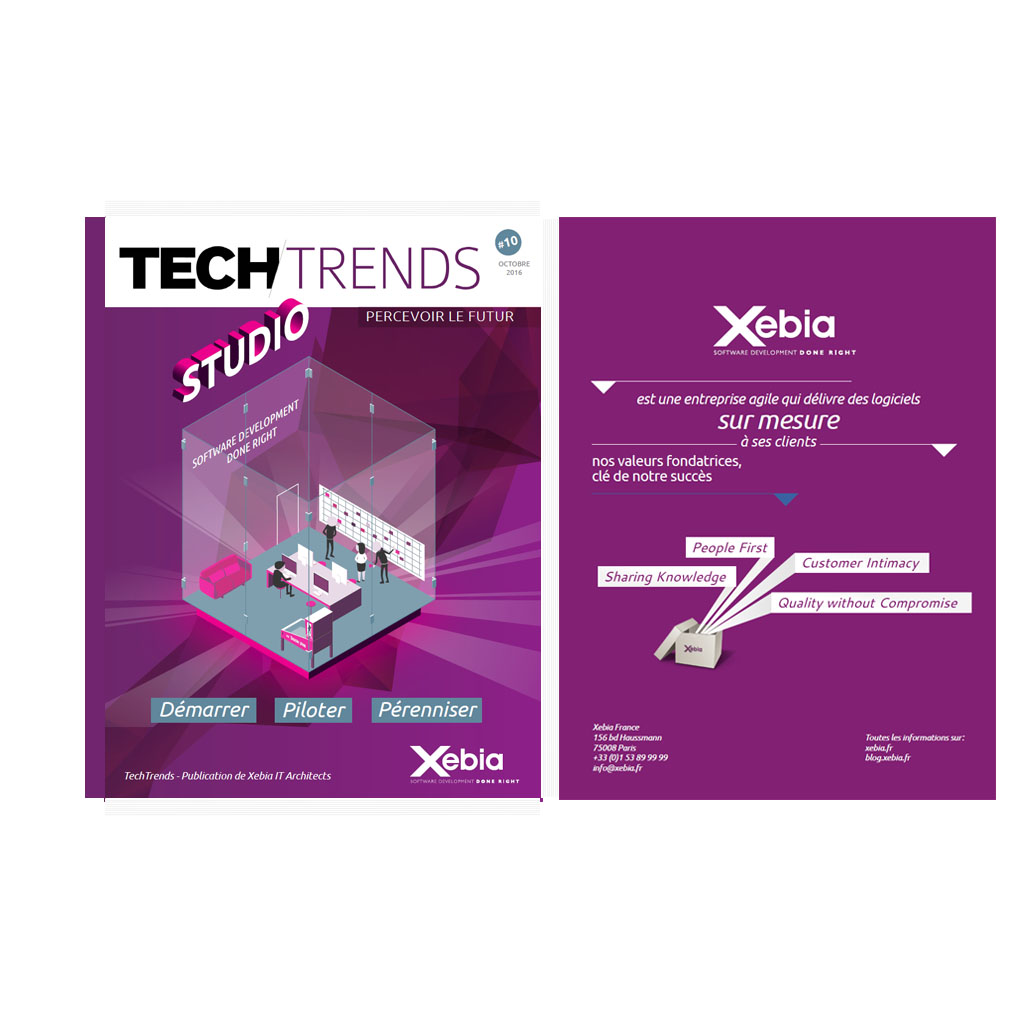 TECH/TRENDS
#10
OCTOBRE
2016
PERCEVOIR LE FUTUR
STUDIO
SOFTWARE DEVELOPMENT
DONE RIGHT
Démarrer
Piloter
Pérenniser
TechTrends - Publication de Xebia IT Architects
Xebia
SOFTWARE DEVELOPMENT DONE RIGHT
Xebia
SOFTWARE DEVELOPMENT DONE RIGHT
est une entreprise agile qui délivre des logiciels
sur mesure
à ses clients
nos valeurs fondatrices,
clé de notre succès
People First
Customer Intimacy
Sharing Knowledge
Quality without Compromise
Xebia
Xebia France
156 bd Haussmann
75008 Paris
+33 (0)1 53 89 99 99
info@xebia.fr
Toutes les informations sur:
xebia.fr
blog.xebia.fr